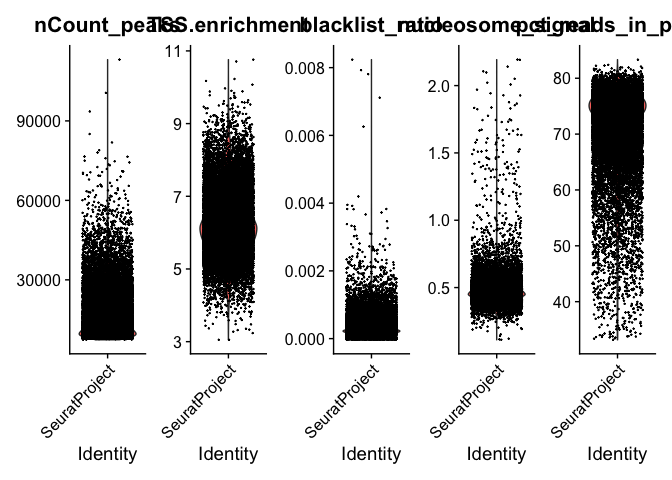 nCount_peaks TSS.enrichment blacklist_ratio nucleosome_signal pct_reads_in_p
90000
60000
30000
SeuratProject
Identity
11
9
7
5
3
SeuratProject
Identity
0.008
0.006
0.004
0.002
0.000
SeuratProject
Identity
2.0
1.5
1.0
0.5
SeuratProject
Identity
80
70
60
50
40
SeuratProject
Identity